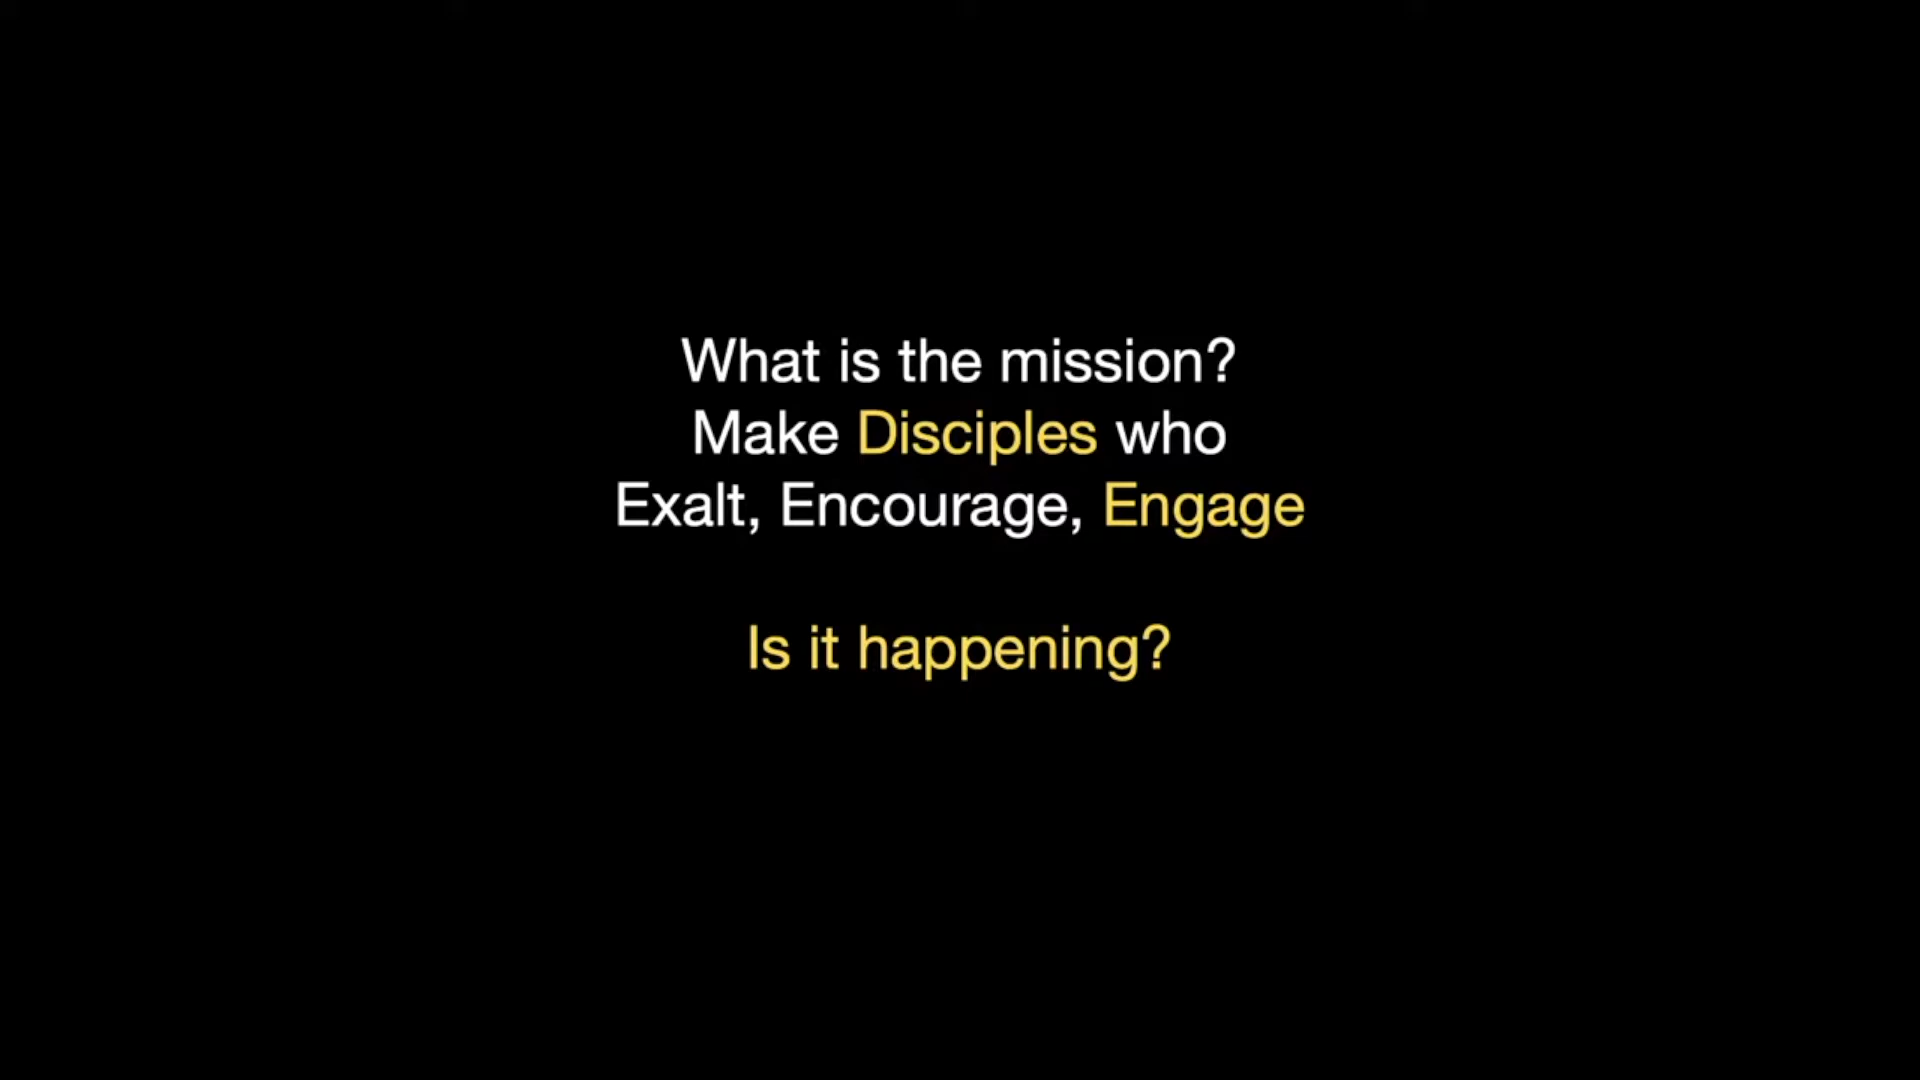 What is the mission?
Make Disciples who
Exalt, Encourage, Engage
Is it happening?